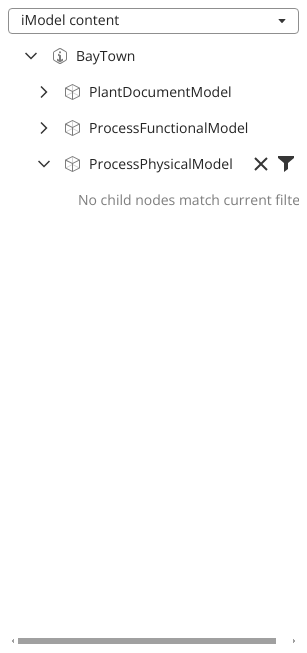 iModel content
BayTown
PlantDocumentModel
ProcessFunctionalModel
ProcessPhysicalModel
No child nodes match current filte